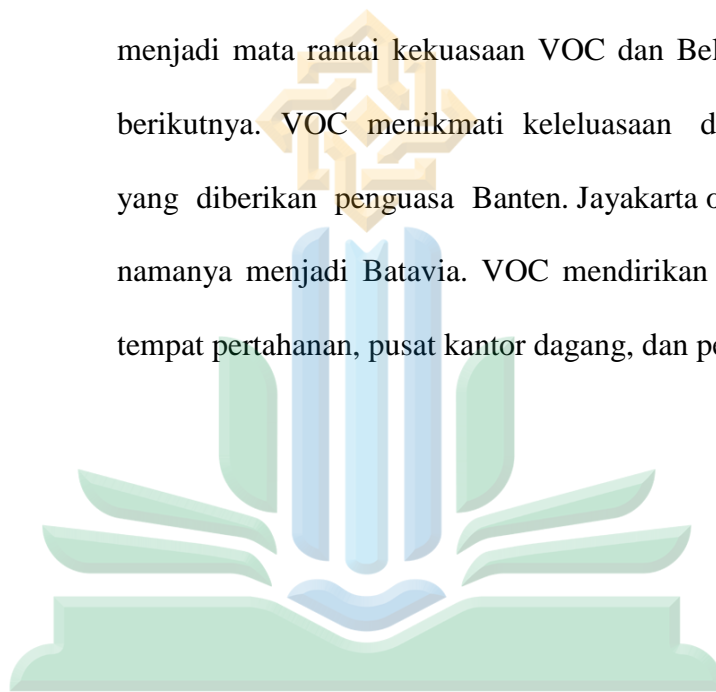 menjadi mata rantai kekuasaan VOC dan
berikutnya. VOC menikmati keleluasaan
yang diberikan penguasa Banten. Jayakarta
namanya menjadi Batavia. VOC mendirikan
tempat pertahanan, pusat kantor dagang, dan